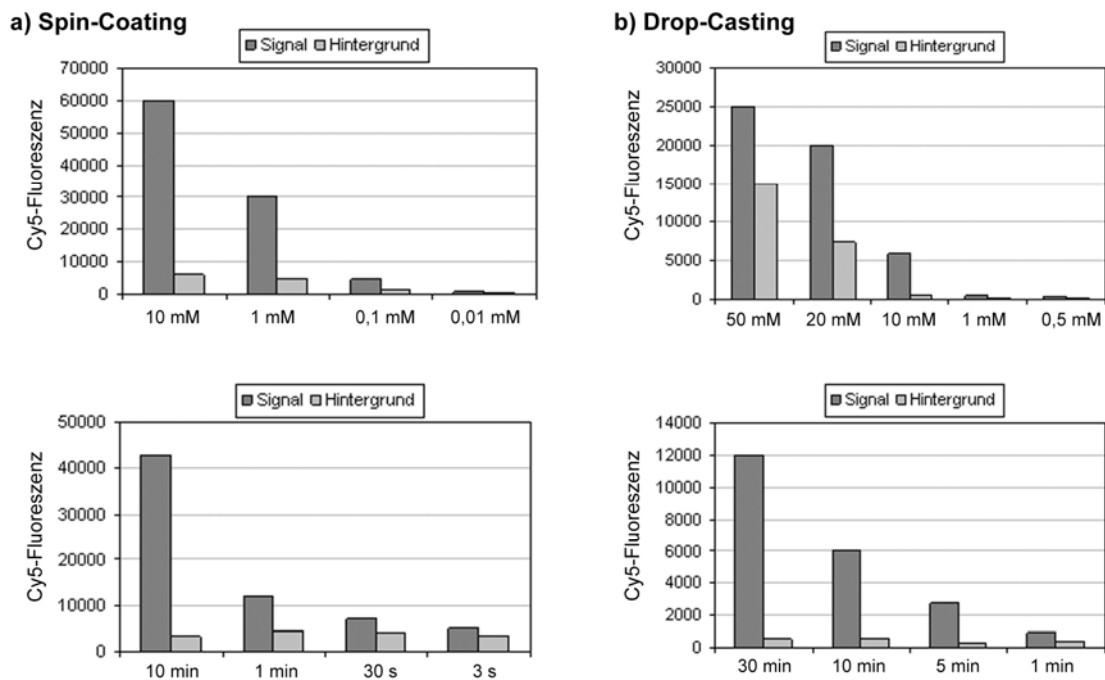 a) Spin-Coating
Signal Hintergrund
Cy5-Fluoreszenz
70000
60000
50000
40000
30000
20000
10000
0
10 mM 1 mM 0,1 mM 0,01 mM
b) Drop-Casting
Signal Hintergrund
Cy5-Fluoreszenz
30000
25000
20000
15000
10000
5000
0
50 mM 20 mM 10 mM 1 mM 0,5 mM
Signal Hintergrund
Cy5-Fluoreszenz
50000
40000
30000
20000
10000
0
10 min 1 min 30 s 3 s
Signal Hintergrund
Cy5-Fluoreszenz
14000
12000
10000
8000
6000
4000
2000
0
30 min 10 min 5 min 1 min